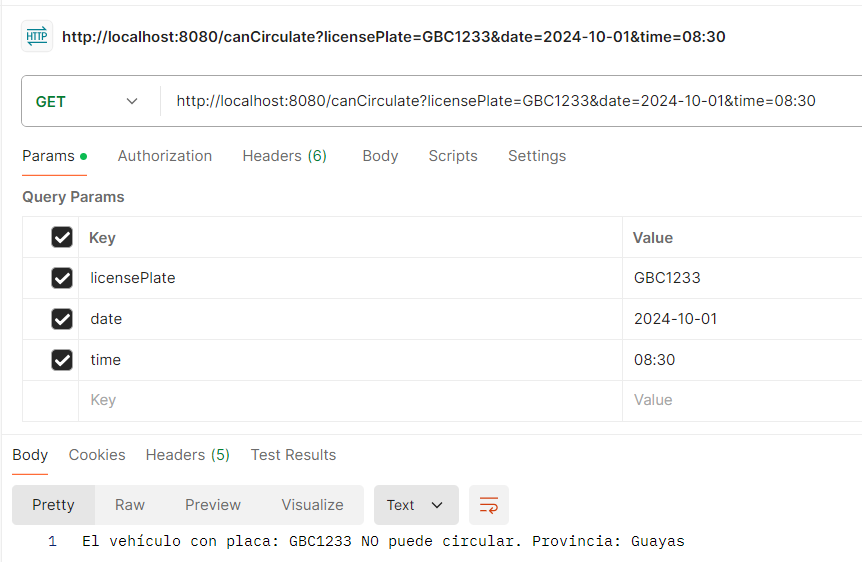 HTTP http://localhost:8080/canCirculate?licensePlate=GBC1233&date=2024-10-01&time=08:30
GET http://localhost:8080/canCirculate?licensePlate=GBC1233&date=2024-10-01&time=08:30
Params Authorization Headers (6) Body Scripts Settings
Query Params
Key Value
licensePlate GBC1233
date 2024-10-01
time 08:30
Key Value
Body Cookies Headers (5) Test Results
Pretty Raw Preview Visualize Text
1 El vehículo con placa: GBC1233 NO puede circular. Provincia: Guayas